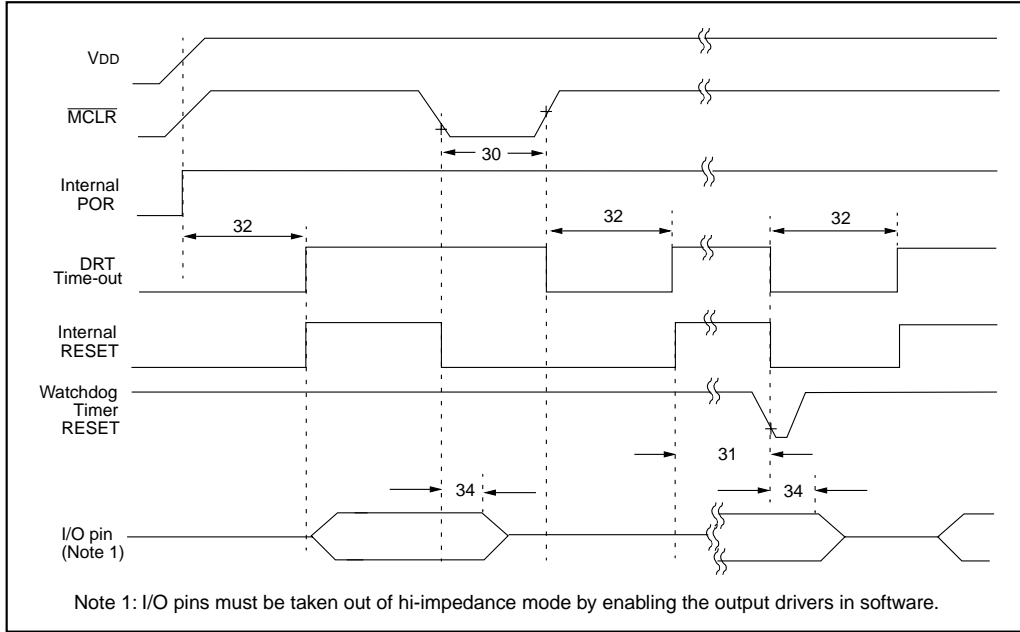 VDD
MCLR
30
Internal
POR
32
32
32
DRT
Time-out
Internal
RESET
Watchdog
Timer
RESET
31
34
34
I/O pin
(Note 1)
Note 1: I/O pins must be taken out of hi-impedance mode by enabling the output drivers in software.